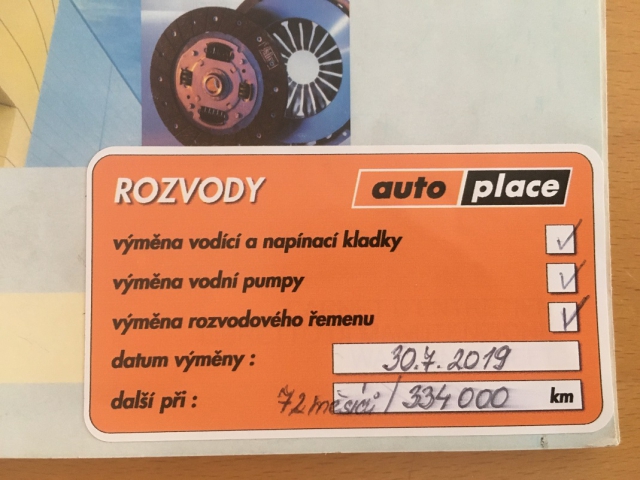 ROZVODY auto place
výměna vodící a napínací kladky
výměna vodní pumpy
výměna rozvodového řemenu
datum výměny : 30.7.2019
další při : 72 měsíců / 334 000 km